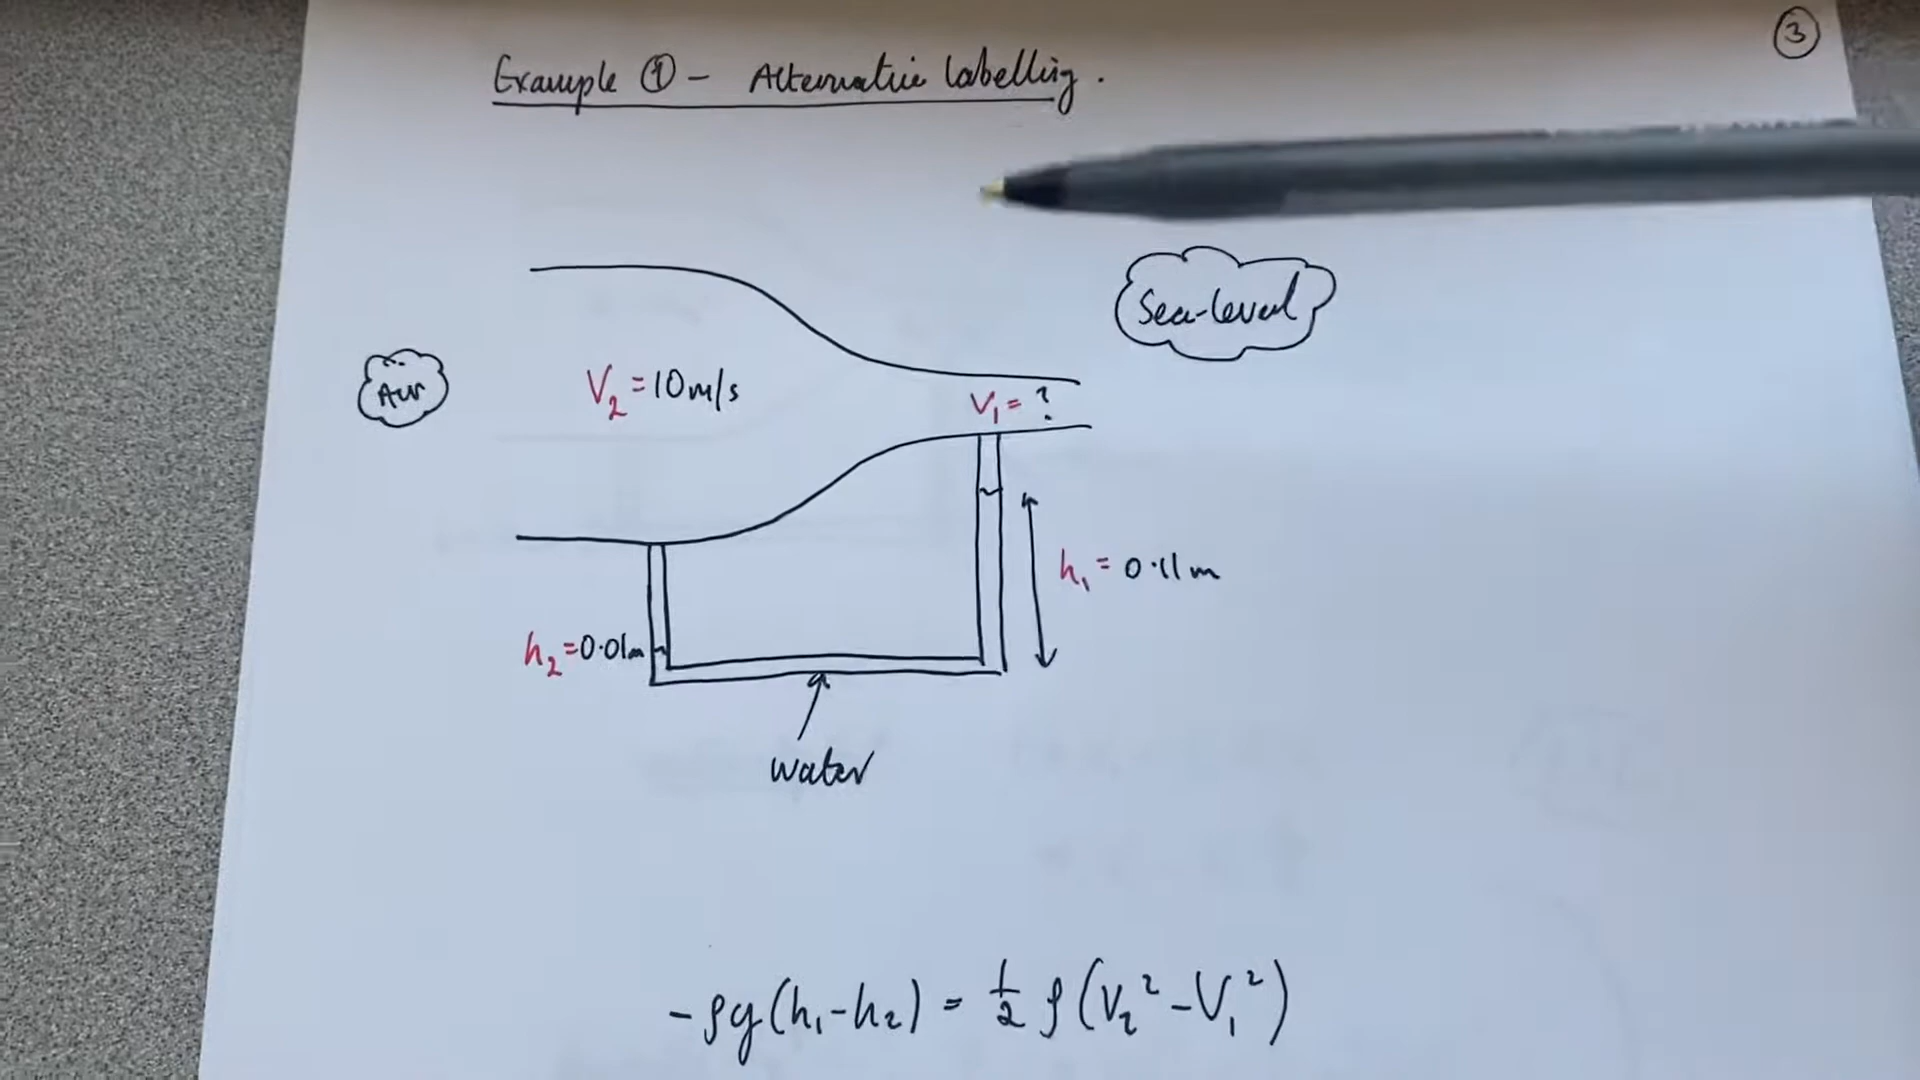 3
Example ① - Alternative labelling.
Sea-level
Air
V₂ = 10m/s
V₁ = ?
h₁ = 0.11m
h₂ = 0.01m
water
-ρg(h₁-h₂) = ½ρ(V₂² - V₁²)